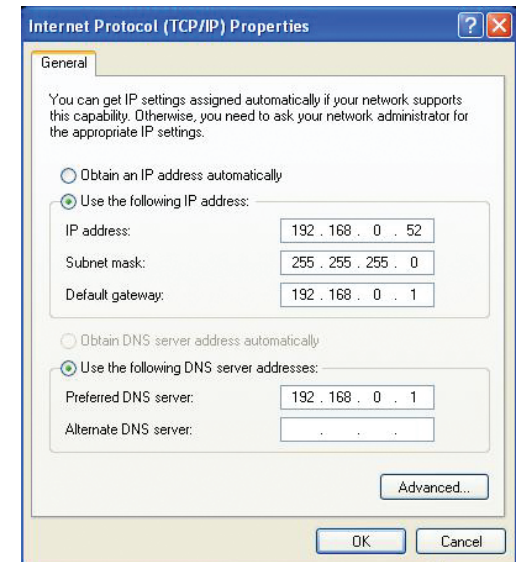 Internet Protocol (TCP/IP) Properties
General
You can get IP settings assigned automatically if your network supports
this capability. Otherwise, you need to ask your network administrator for
the appropriate IP settings.
Obtain an IP address automatically
Use the following IP address:
IP address: 192 . 168 . 0 . 52
Subnet mask: 255 . 255 . 255 . 0
Default gateway: 192 . 168 . 0 . 1
Obtain DNS server address automatically
Use the following DNS server addresses:
Preferred DNS server: 192 . 168 . 0 . 1
Alternate DNS server: . . .
Advanced...
OK Cancel